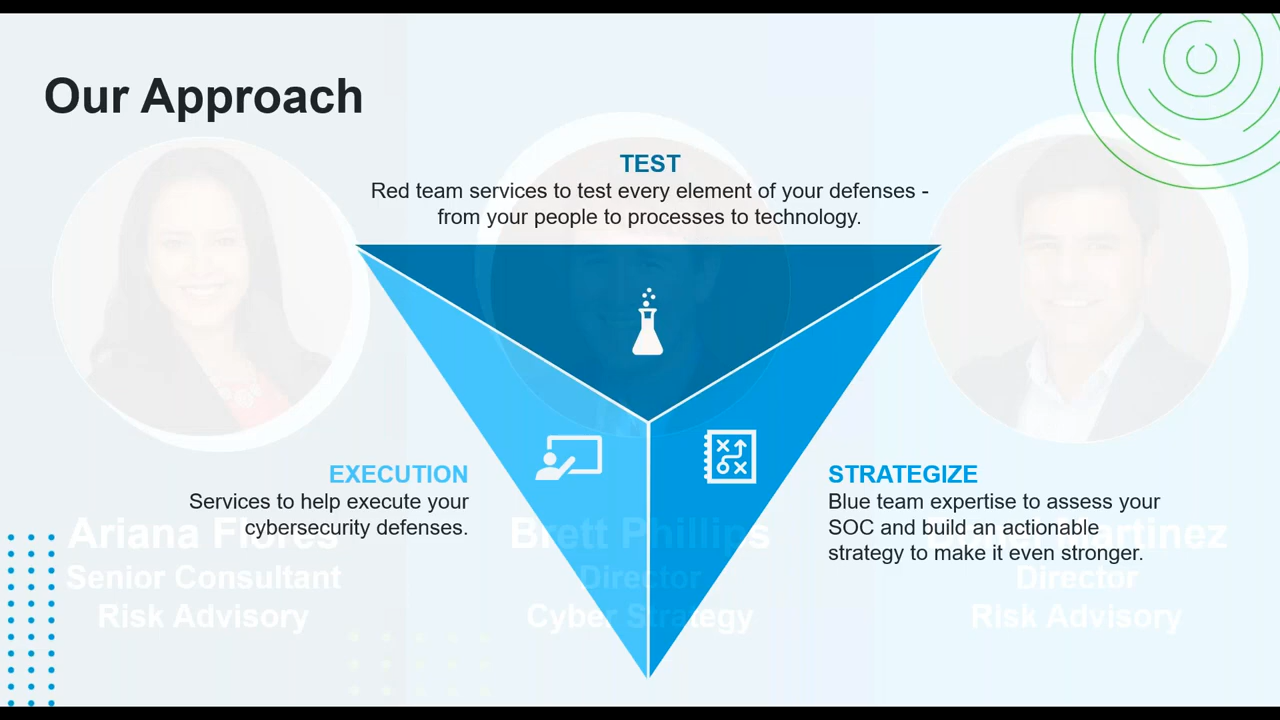 Our Approach
TEST
Red team services to test every element of your defenses -
from your people to processes to technology.
EXECUTION
Services to help execute your
cybersecurity defenses.
STRATEGIZE
Blue team expertise to assess your
SOC and build an actionable
strategy to make it even stronger.
Ariana Flores
Senior Consultant
Risk Advisory
Brett Phillips
Director
Cyber Strategy
Martinez
Director
Risk Advisory